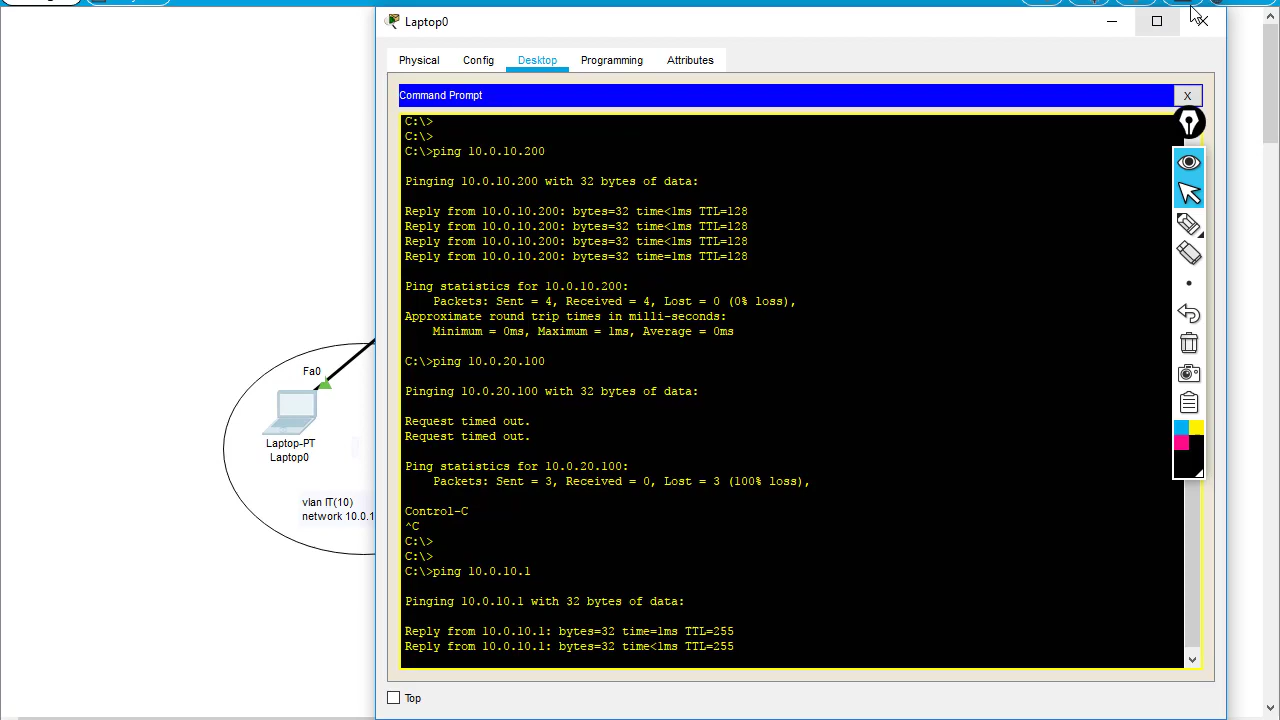 Laptop0
Physical
Config
Desktop
Programming
Attributes
Command Prompt
X
C:\>
C:\>
C:\>ping 10.0.10.200
Pinging 10.0.10.200 with 32 bytes of data:
Reply from 10.0.10.200: bytes=32 time<1ms TTL=128
Reply from 10.0.10.200: bytes=32 time<1ms TTL=128
Reply from 10.0.10.200: bytes=32 time<1ms TTL=128
Reply from 10.0.10.200: bytes=32 time=1ms TTL=128
Ping statistics for 10.0.10.200:
Packets: Sent = 4, Received = 4, Lost = 0 (0% loss),
Approximate round trip times in milli-seconds:
Minimum = 0ms, Maximum = 1ms, Average = 0ms
C:\>ping 10.0.20.100
Pinging 10.0.20.100 with 32 bytes of data:
Request timed out.
Request timed out.
Ping statistics for 10.0.20.100:
Packets: Sent = 3, Received = 0, Lost = 3 (100% loss),
Control-C
^C
C:\>
C:\>
C:\>ping 10.0.10.1
Pinging 10.0.10.1 with 32 bytes of data:
Reply from 10.0.10.1: bytes=32 time=1ms TTL=255
Reply from 10.0.10.1: bytes=32 time<1ms TTL=255
Top
Fa0
Laptop-PT
Laptop0
vlan IT(10)
network 10.0.1